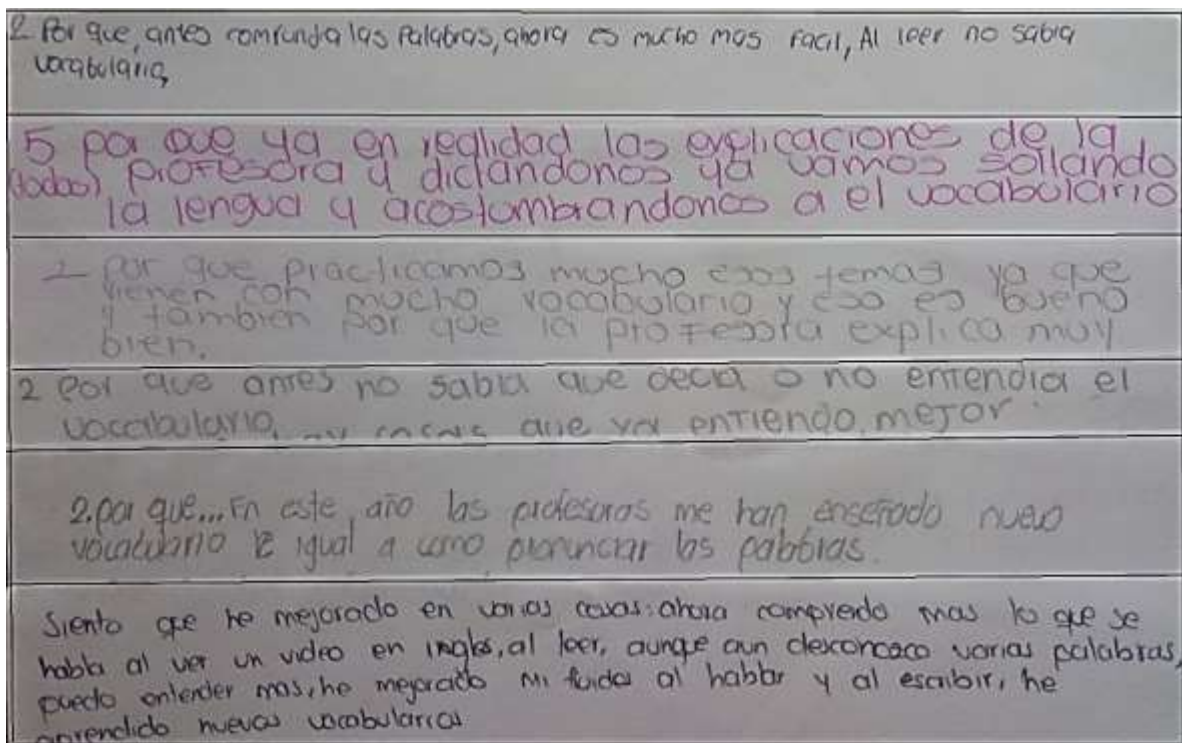 2 Por que, antes comfundia las Palabras, ahora es mucho mas facil, Al leer no sabia
vocabulario,
5 por que ya en realidad las explicaciones de la
(todos) profesora y dictandonos ya vamos soltando
la lengua y acostumbrandonos a el vocabulario
2 por que practicamos mucho esos temas ya que
vienen con mucho vocabulario y eso es bueno
y tambien por que la profesora explica muy
bien.
2 Por que antes no sabia que decia o no entendia el
vocabulario, que ya entiendo mejor.
2. por que... En este año las profesoras me han enseñado nuevo
vocabulario e igual a como pronunciar las palabras.
Siento que he mejorado en varias cosas: ahora comprendo mas lo que se
habla al ver un video en ingles, al leer, aunque aun desconozco varias palabras,
puedo entender mas, he mejorado mi fluides al hablar y al escribir, he
aprendido nuevos vocabularios